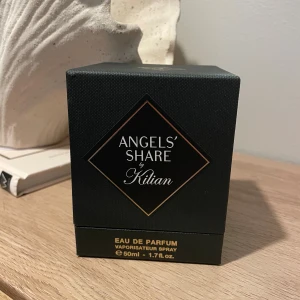 ANGELS'
SHARE
by
Kilian
EAU DE PARFUM
VAPORISATEUR SPRAY
℮ 50ml - 1.7fl.oz.